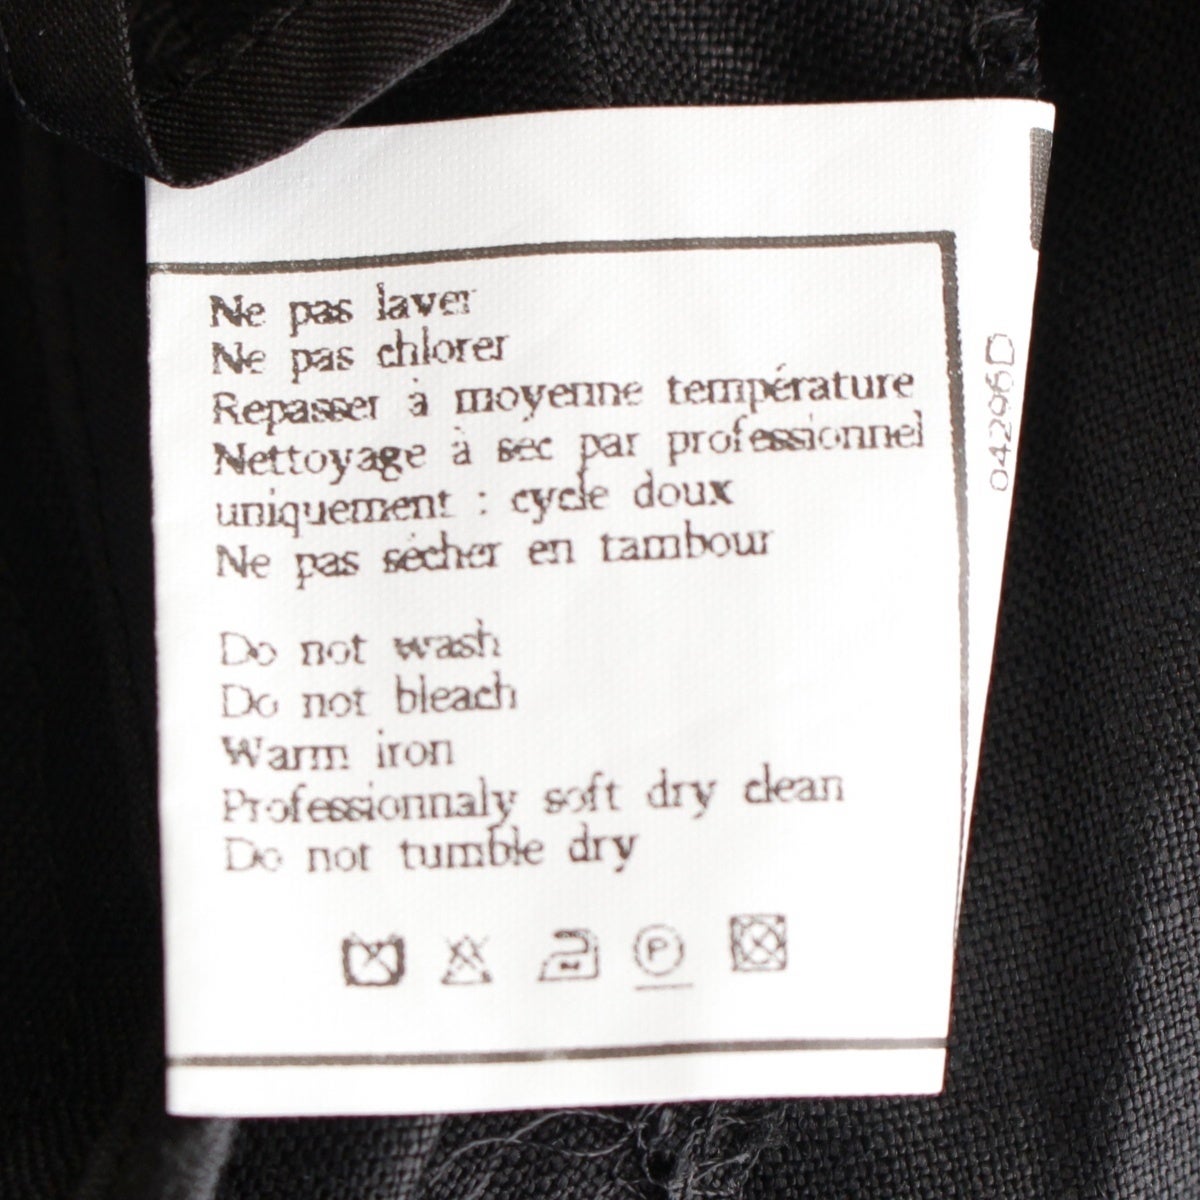 Ne pas laver
Ne pas chlorer
Repasser à moyenne température
Nettoyage à sec par professionnel
uniquement : cycle doux
Ne pas sécher en tambour
Do not wash
Do not bleach
Warm iron
Professionnaly soft dry clean
Do not tumble dry
P
04296D